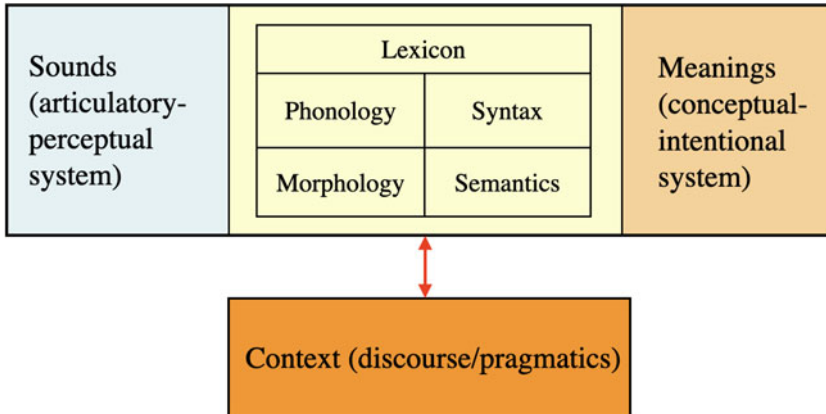 Sounds
(articulatory-
perceptual
system)
Lexicon
Phonology
Syntax
Morphology
Semantics
Meanings
(conceptual-
intentional
system)
Context (discourse/pragmatics)